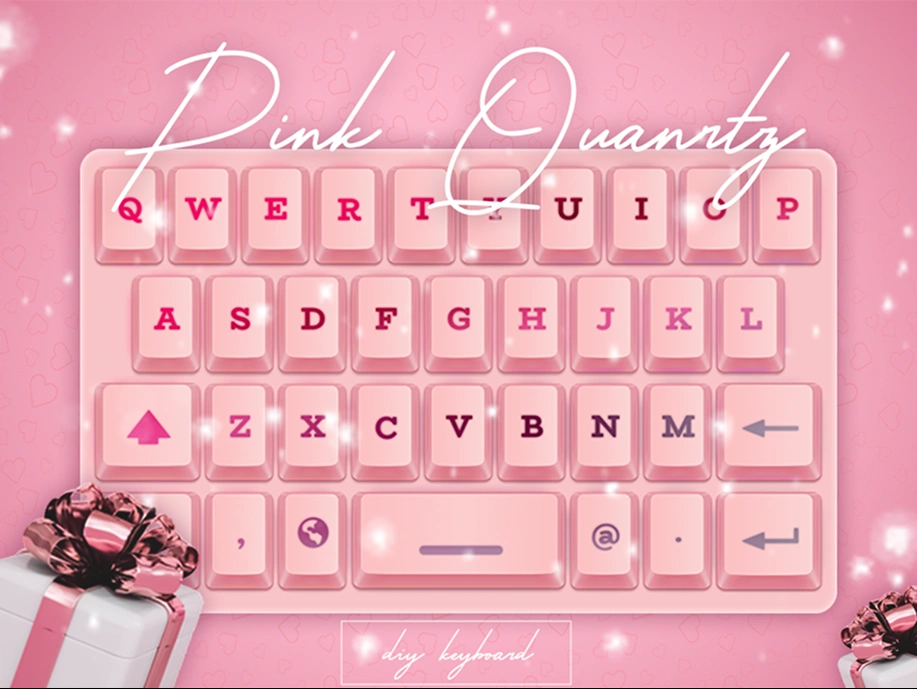 Pink Quanrtz
Q W E R T Y U I O P
A S D F G H J K L
Z X C V B N M
, @ .
diy keyboard